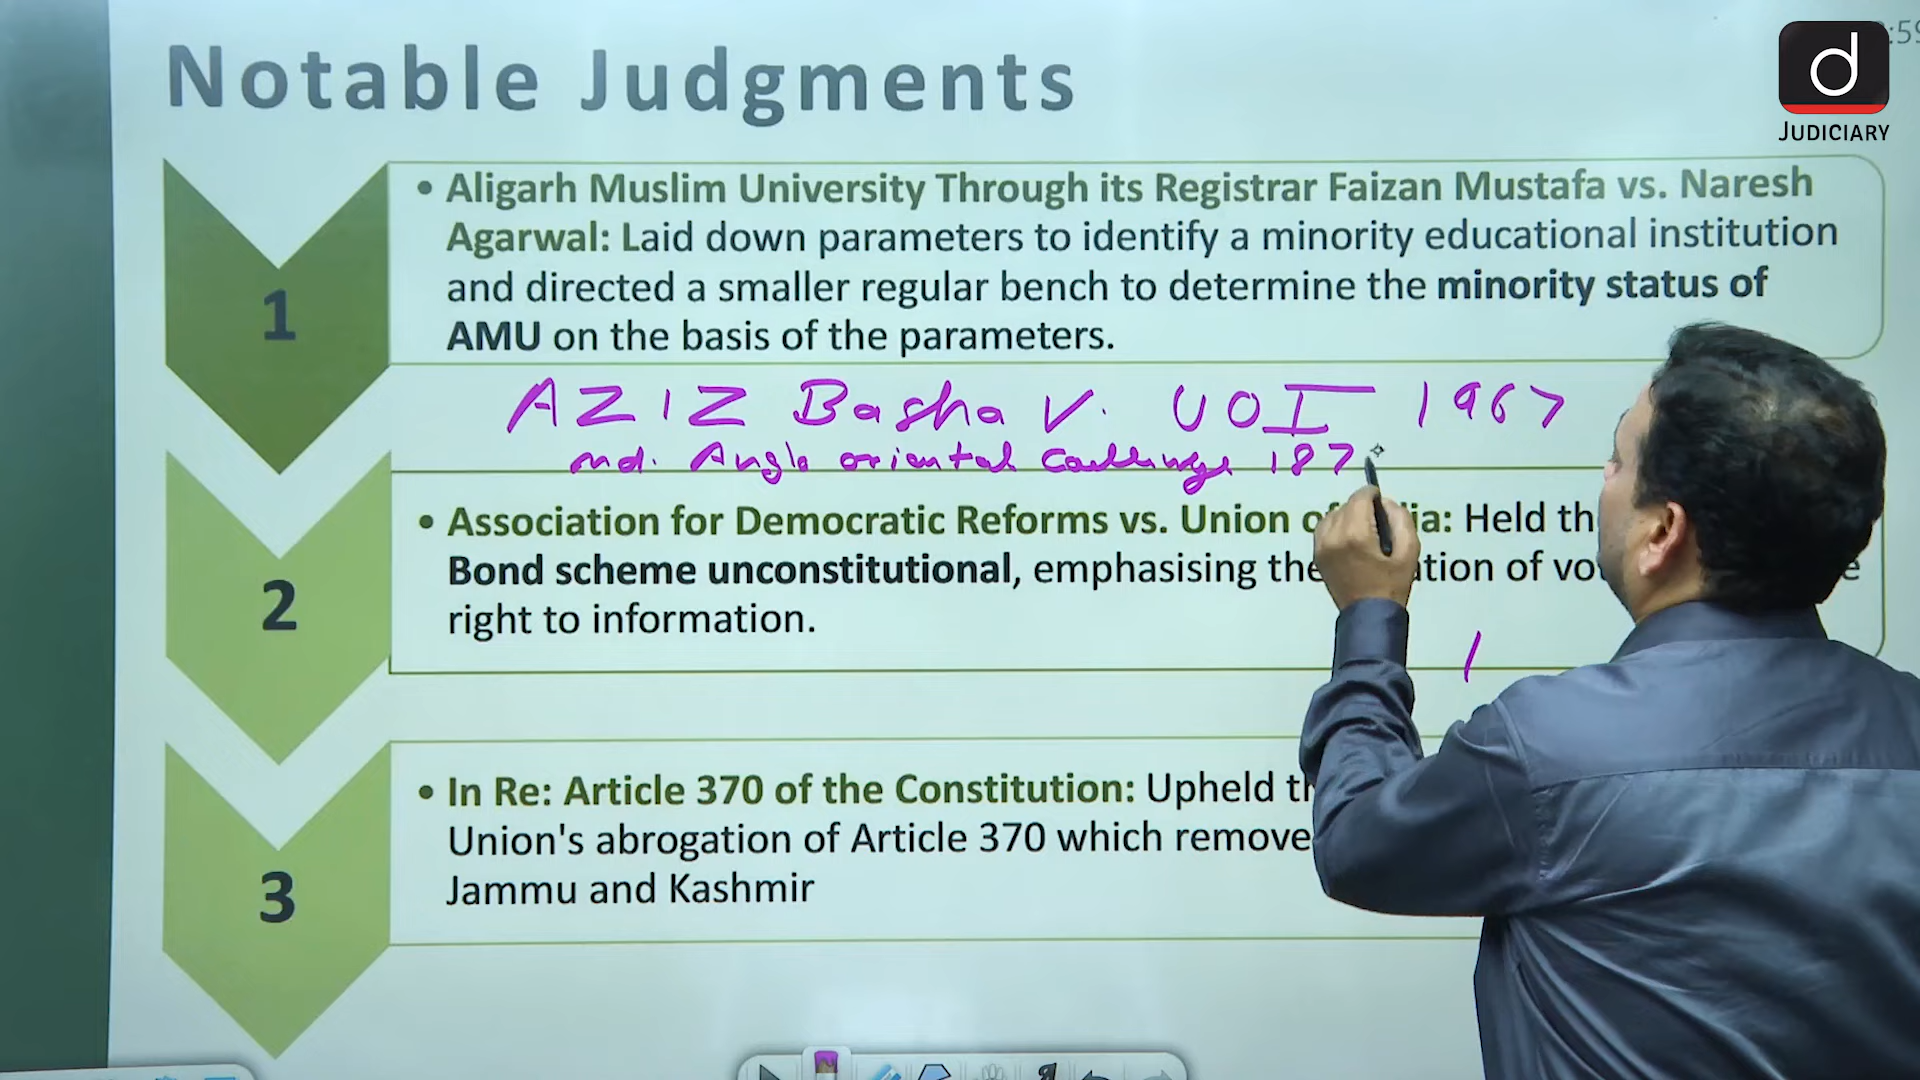 Notable Judgments
:59
d
JUDICIARY
1
• Aligarh Muslim University Through its Registrar Faizan Mustafa vs. Naresh
Agarwal: Laid down parameters to identify a minority educational institution
and directed a smaller regular bench to determine the minority status of
AMU on the basis of the parameters.
AZIZ Basha V. UOI 1967
md. Anglo oriental 187
2
• Association for Democratic Reforms vs. Union Held
Bond scheme unconstitutional, emphasising the of
right to information.
3
• In Re: Article 370 of the Constitution: Upheld
Union's abrogation of Article 370 which remove
Jammu and Kashmir